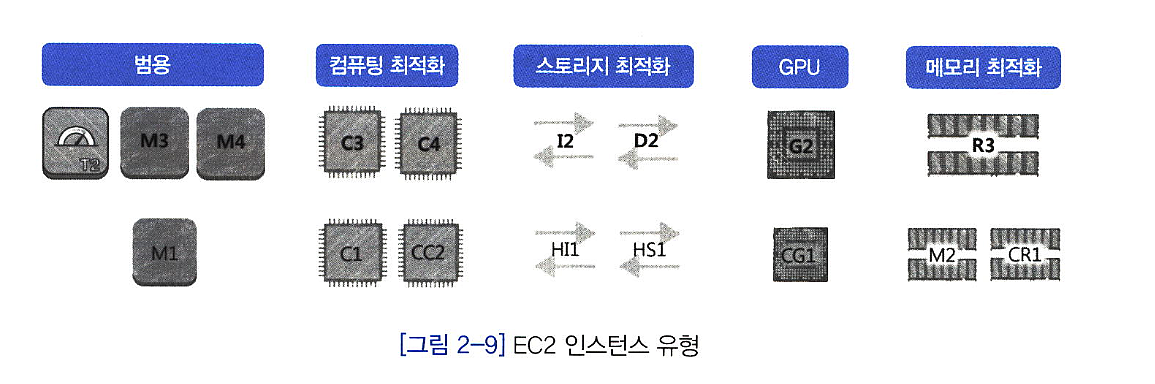 범용 컴퓨팅 최적화 스토리지 최적화 GPU 메모리 최적화
T2 M3 M4 C3 C4 I2 D2 G2 R3
M1 C1 CC2 HI1 HS1 CG1 M2 CR1
[그림 2-9] EC2 인스턴스 유형